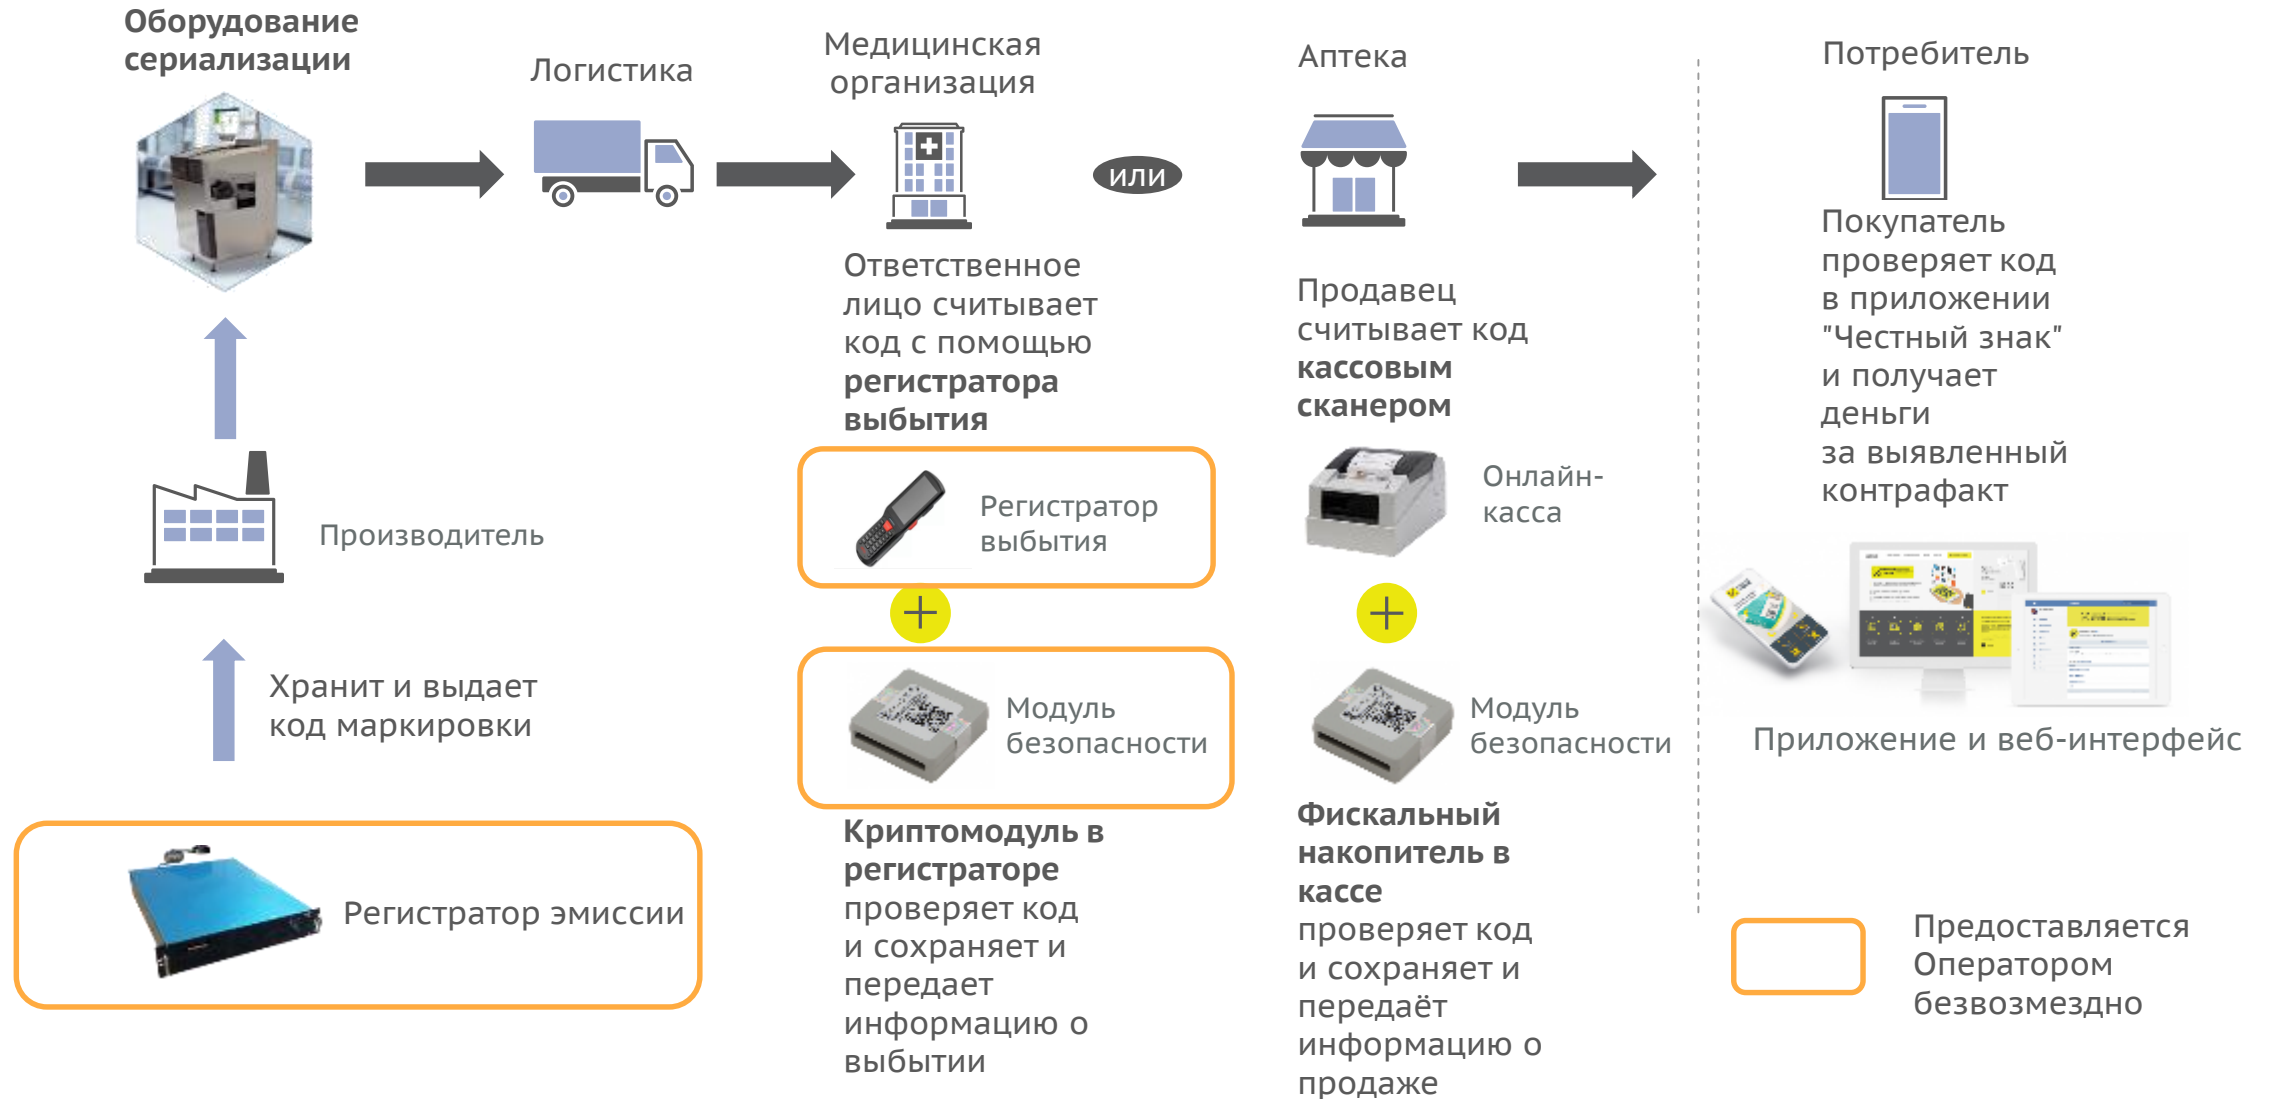 Оборудование
сериализации
Логистика
Медицинская
организация
или
Аптека
Потребитель
Производитель
Хранит и выдает
код маркировки
Регистратор эмиссии
Ответственное
лицо считывает
код с помощью
регистратора
выбытия
Регистратор
выбытия
Модуль
безопасности
Криптомодуль в
регистраторе
проверяет код
и сохраняет и
передает
информацию о
выбытии
Продавец
считывает код
кассовым
сканером
Онлайн-
касса
Модуль
безопасности
Фискальный
накопитель в
кассе
проверяет код
и сохраняет и
передаёт
информацию о
продаже
Покупатель
проверяет код
в приложении
"Честный знак"
и получает
деньги
за выявленный
контрафакт
Приложение и веб-интерфейс
Предоставляется
Оператором
безвозмездно